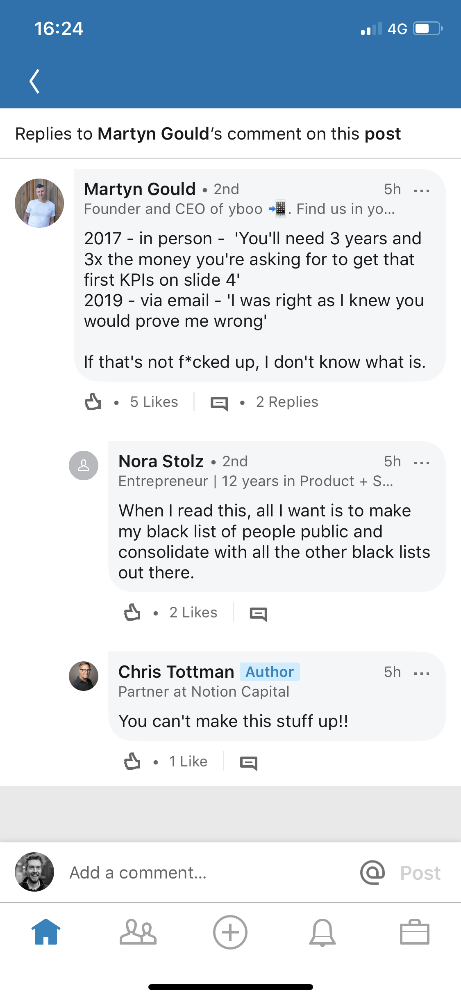 16:24
4G
Replies to Martyn Gould's comment on this post
Martyn Gould • 2nd 5h ...
Founder and CEO of yboo 📲. Find us in yo...
2017 - in person -  'You'll need 3 years and
3x the money you're asking for to get that
first KPIs on slide 4'
2019 - via email - 'I was right as I knew you
would prove me wrong'
If that's not f*cked up, I don't know what is.
• 5 Likes • 2 Replies
Nora Stolz • 2nd 5h ...
Entrepreneur | 12 years in Product + S...
When I read this, all I want is to make
my black list of people public and
consolidate with all the other black lists
out there.
• 2 Likes
Chris Tottman Author 5h ...
Partner at Notion Capital
You can't make this stuff up!!
• 1 Like
Add a comment... @ Post